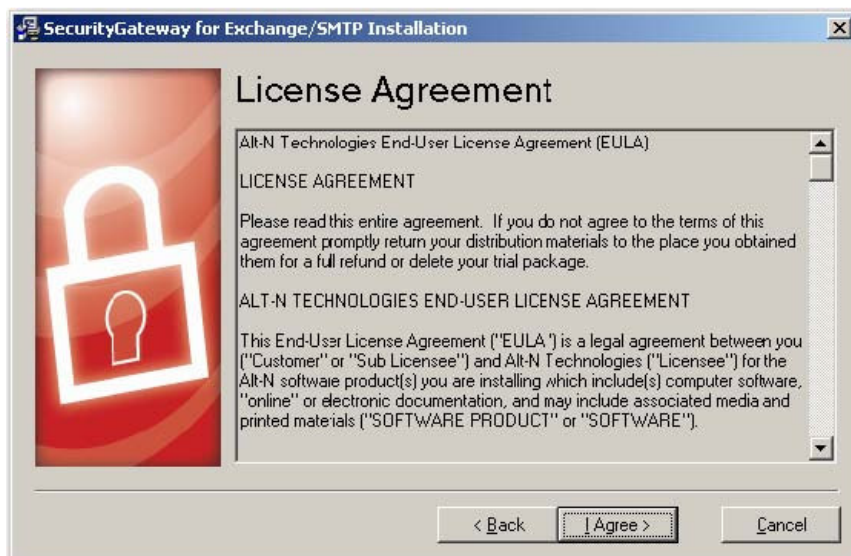 SecurityGateway for Exchange/SMTP Installation
License Agreement
Alt-N Technologies End-User License Agreement (EULA)
LICENSE AGREEMENT
Please read this entire agreement. If you do not agree to the terms of this
agreement promptly return your distribution materials to the place you obtained
them for a full refund or delete your trial package.
ALT-N TECHNOLOGIES END-USER LICENSE AGREEMENT
This End-User License Agreement ("EULA") is a legal agreement between you
("Customer" or "Sub Licensee") and Alt-N Technologies ("Licensee") for the
Alt-N software product(s) you are installing which include(s) computer software,
"online" or electronic documentation, and may include associated media and
printed materials ("SOFTWARE PRODUCT" or "SOFTWARE").
< Back
I Agree >
Cancel